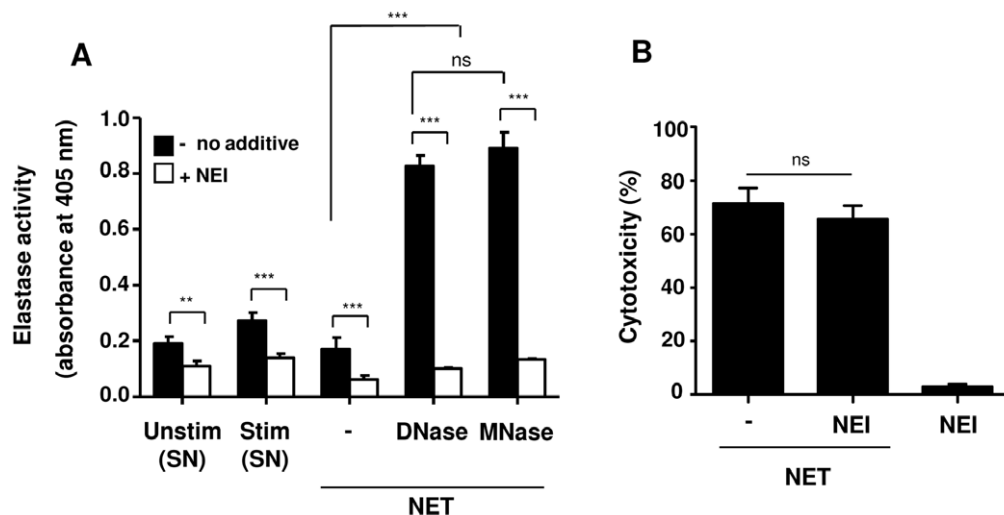 A
***
ns
***
***
***
***
**
- no additive
+ NEI
Elastase activity
(absorbance at 405 nm)
1.0
0.8
0.6
0.4
0.2
0.0
Unstim
(SN)
Stim
(SN)
-
DNase
MNase
NET
B
ns
Cytotoxicity (%)
100
80
60
40
20
0
-
NEI
NEI
NET